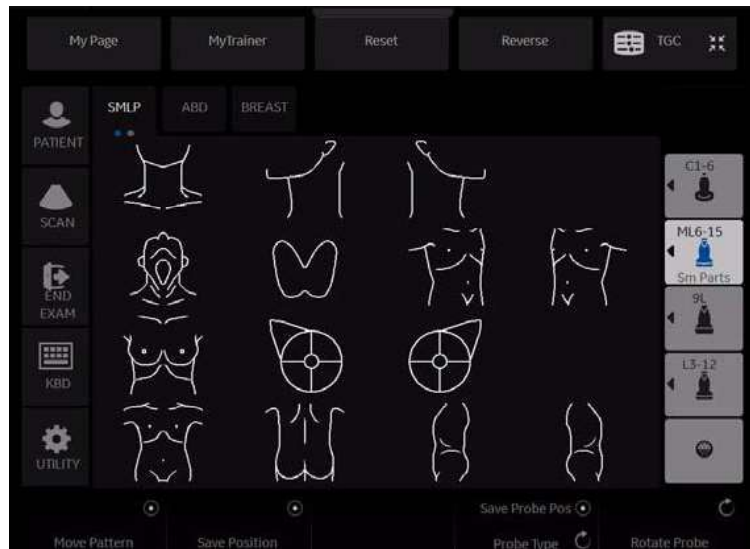 My Page
MyTrainer
Reset
Reverse
TGC
SMLP
ABD
BREAST
PATIENT
SCAN
END
EXAM
KBD
UTILITY
C1-6
ML6-15
Sm Parts
9L
L3-12
Save Probe Pos
Move Pattern
Save Position
Probe Type
Rotate Probe